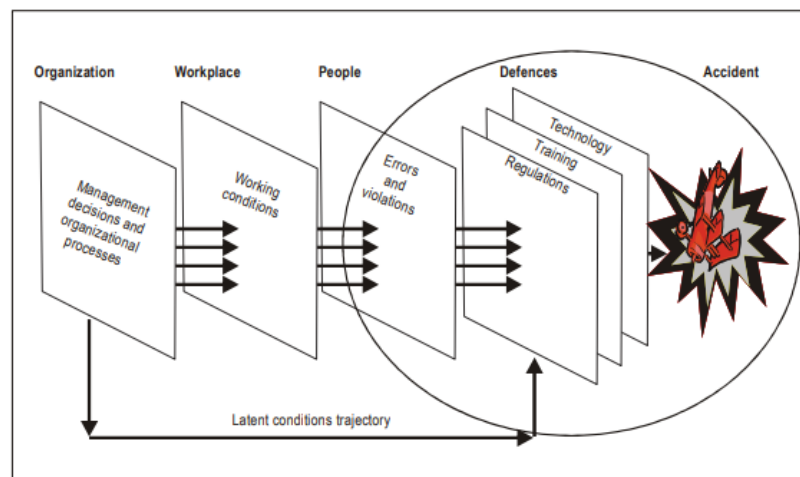 Organization
Workplace
People
Defences
Accident
Management
decisions and
organizational
processes
Working
conditions
Errors
and
violations
Technology
Training
Regulations
Latent conditions trajectory